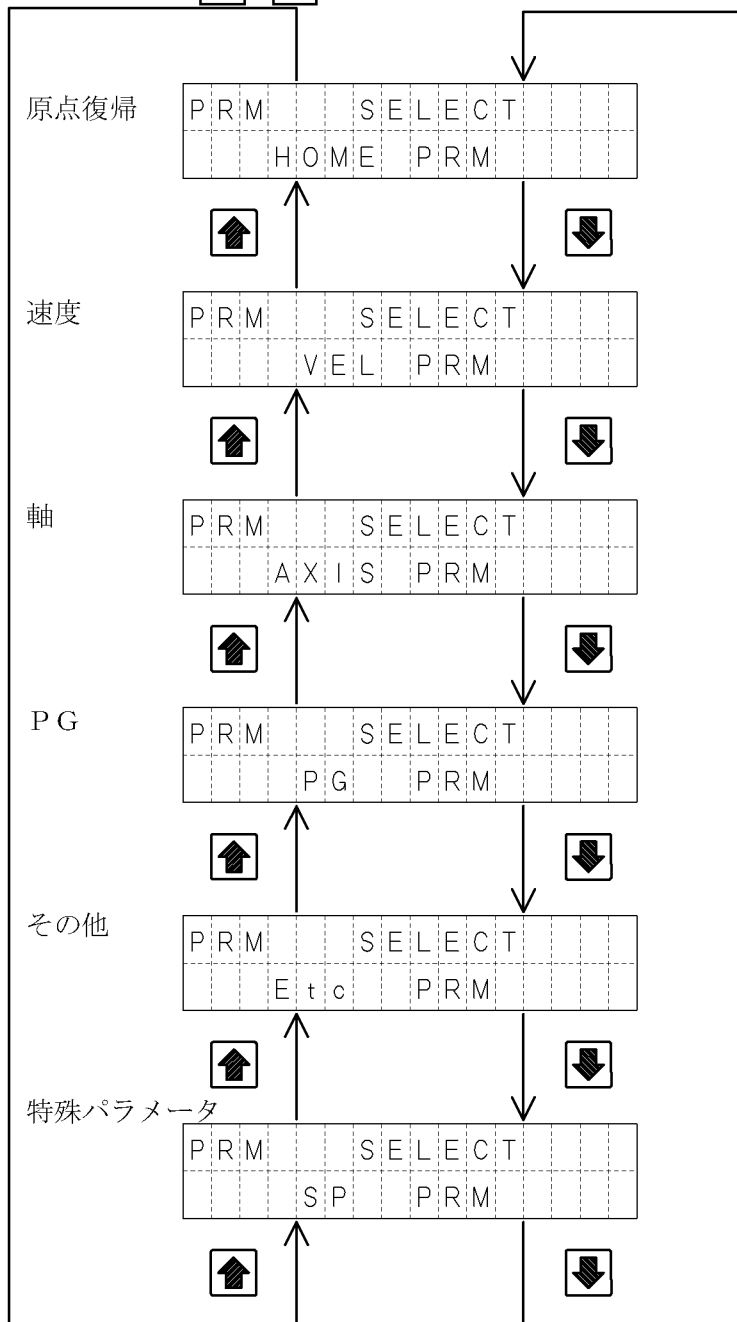 原点復帰
PRM   SELECT
HOME PRM
速度
PRM   SELECT
VEL PRM
軸
PRM   SELECT
AXIS PRM
ＰＧ
PRM   SELECT
PG  PRM
その他
PRM   SELECT
Etc  PRM
特殊パラメータ
PRM   SELECT
SP  PRM